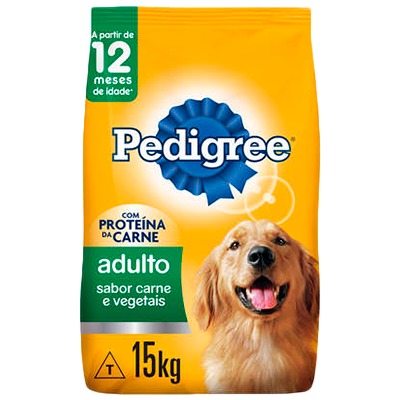 A partir de
12
meses
de idade*
Pedigree®
COM
PROTEÍNA
DA CARNE
adulto
sabor carne
e vegetais
T
15kg